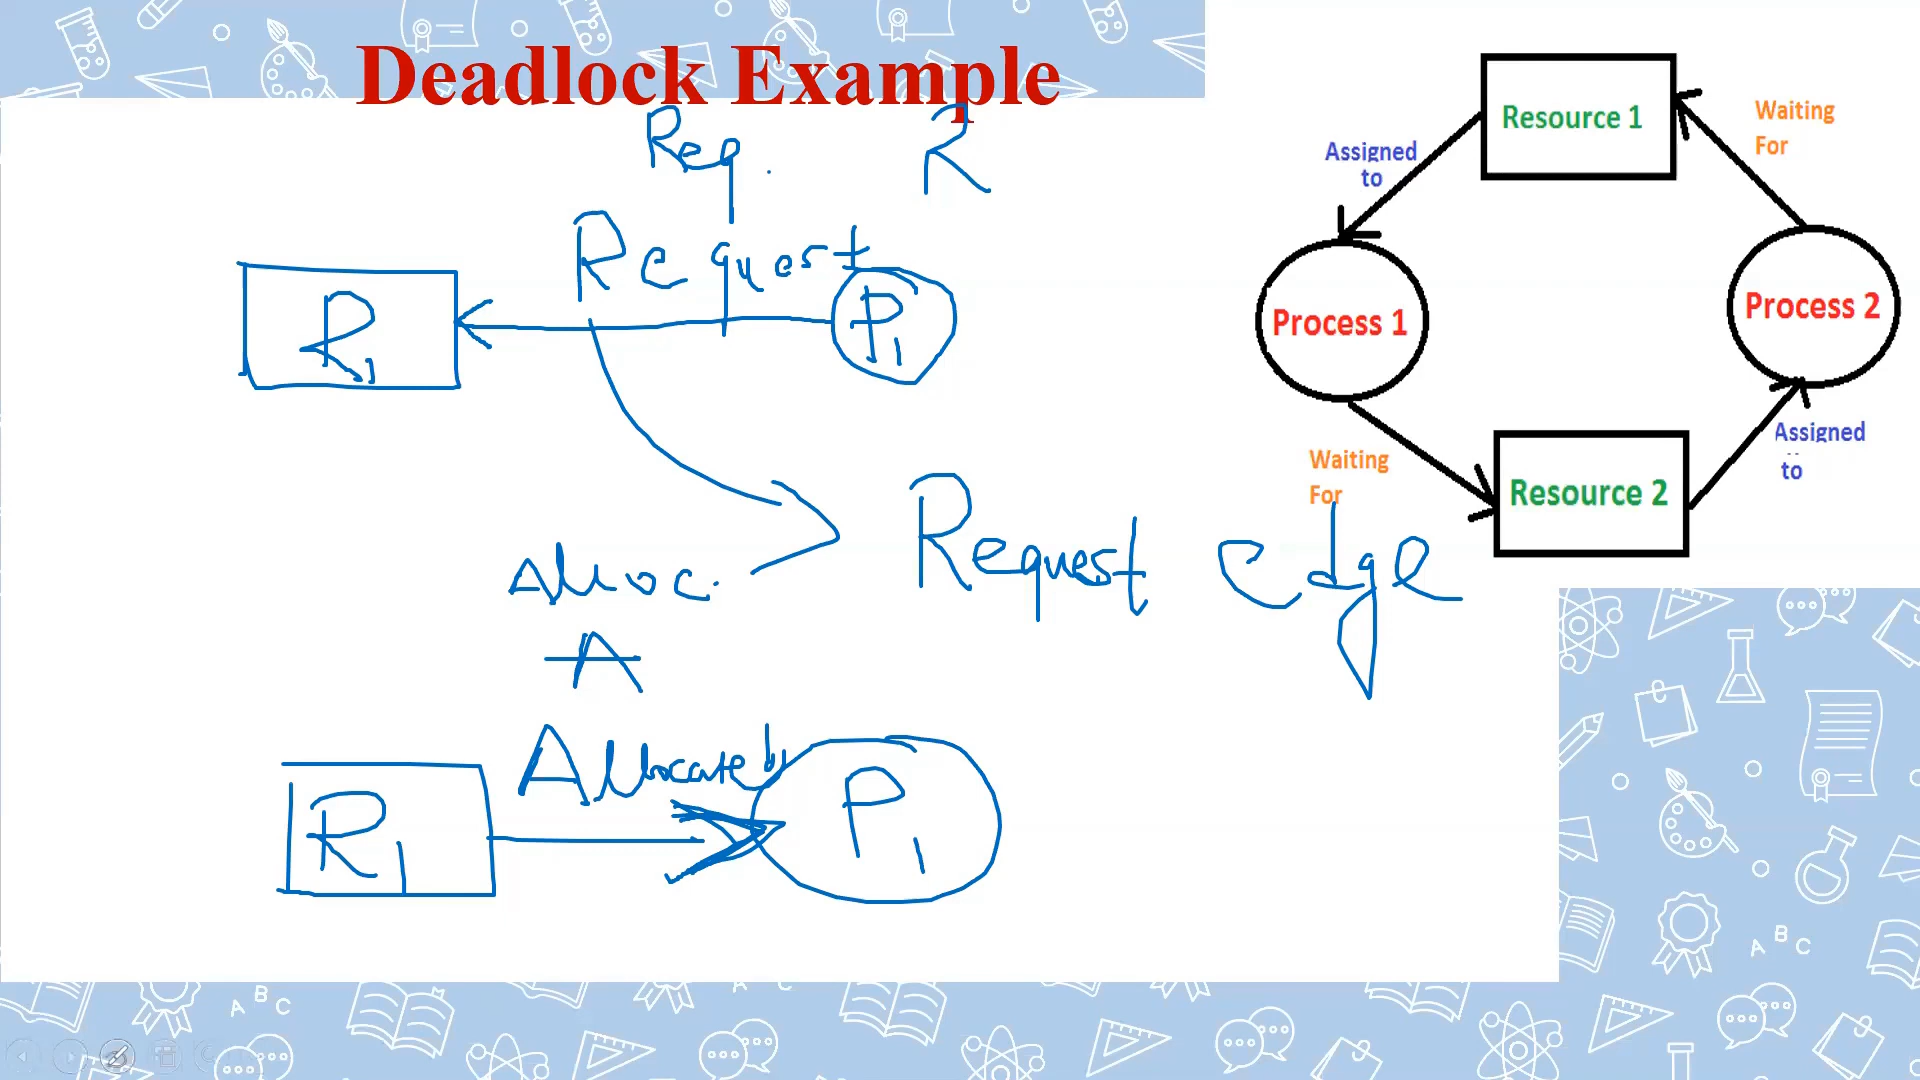 Deadlock Example
Req.
R
Request
R1
P1
Alloc.
A
Request edge
Allocated
R1
P1
Resource 1
Assigned
to
Waiting
For
Process 1
Process 2
Waiting
For
Resource 2
Assigned
to
A B C
A B C